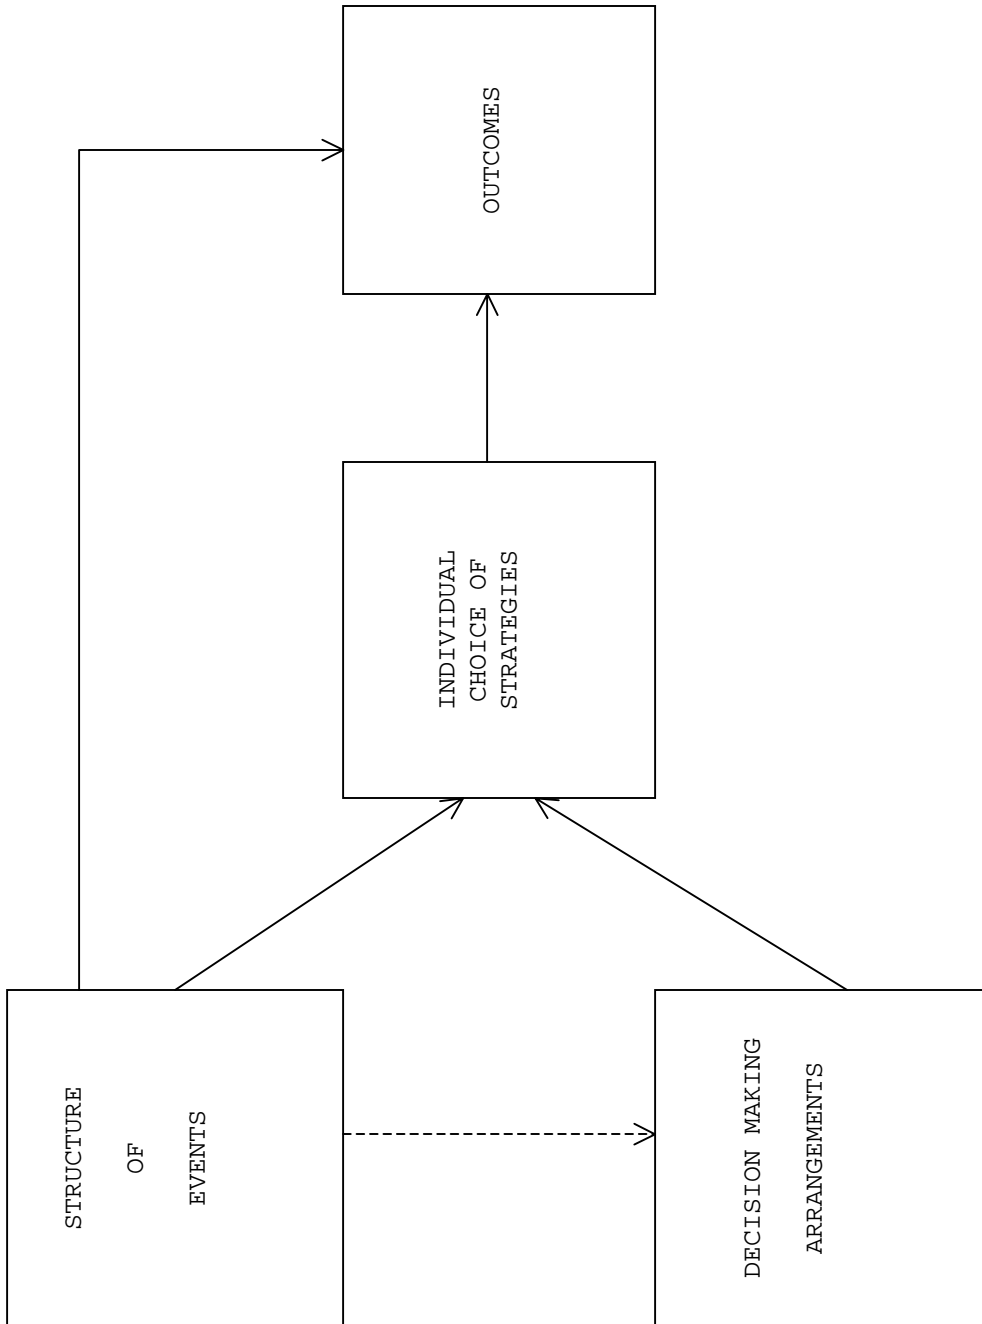 STRUCTURE
OF
EVENTS
DECISION MAKING
ARRANGEMENTS
INDIVIDUAL
CHOICE OF
STRATEGIES
OUTCOMES